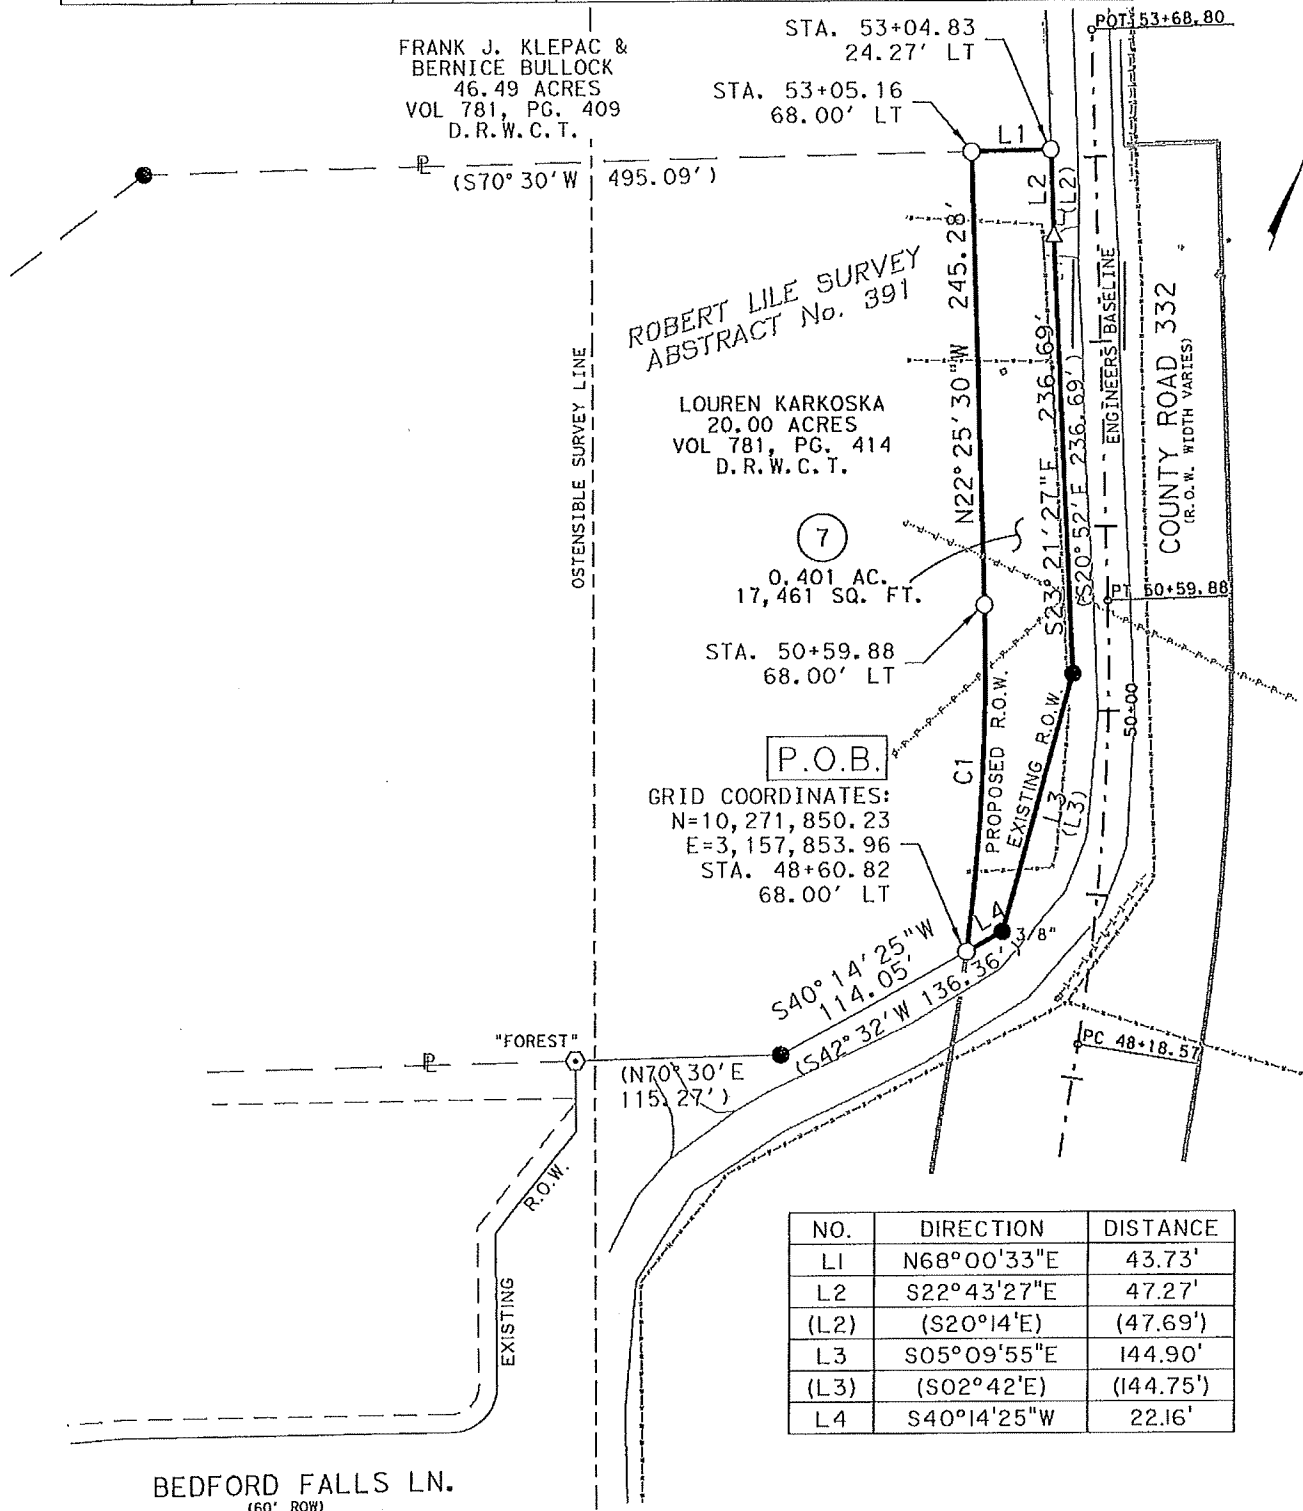 POT 53+68.80
STA. 53+04.83
24.27' LT
FRANK J. KLEPAC &
BERNICE BULLOCK
46.49 ACRES
VOL 781, PG. 409
D.R.W.C.T.
STA. 53+05.16
68.00' LT
L1
(S70°30'W 495.09')
L2
(L2)
N22°25'30"W 245.28'
ROBERT LILE SURVEY
ABSTRACT No. 391
S23°21'27"E 236.69'
(S20°52'E 236.69')
ENGINEERS BASELINE
COUNTY ROAD 332
(R.O.W. WIDTH VARIES)
OSTENSIBLE SURVEY LINE
LOUREN KARKOSKA
20.00 ACRES
VOL 781, PG. 414
D.R.W.C.T.
7
0.401 AC.
17,461 SQ. FT.
PT 50+59.88
STA. 50+59.88
68.00' LT
50+00
P.O.B.
C1
PROPOSED R.O.W.
EXISTING R.O.W.
L3
(L3)
GRID COORDINATES:
N=10,271,850.23
E=3,157,853.96
STA. 48+60.82
68.00' LT
L4
3/8"
S40°14'25"W
114.05'
(S42°32'W 136.36')
"FOREST"
PC 48+18.57
(N70°30'E
115.27')
R.O.W.
EXISTING
NO. DIRECTION DISTANCE
L1 N68°00'33"E 43.73'
L2 S22°43'27"E 47.27'
(L2) (S20°14'E) (47.69')
L3 S05°09'55"E 144.90'
(L3) (S02°42'E) (144.75')
L4 S40°14'25"W 22.16'
BEDFORD FALLS LN.
(60' ROW)